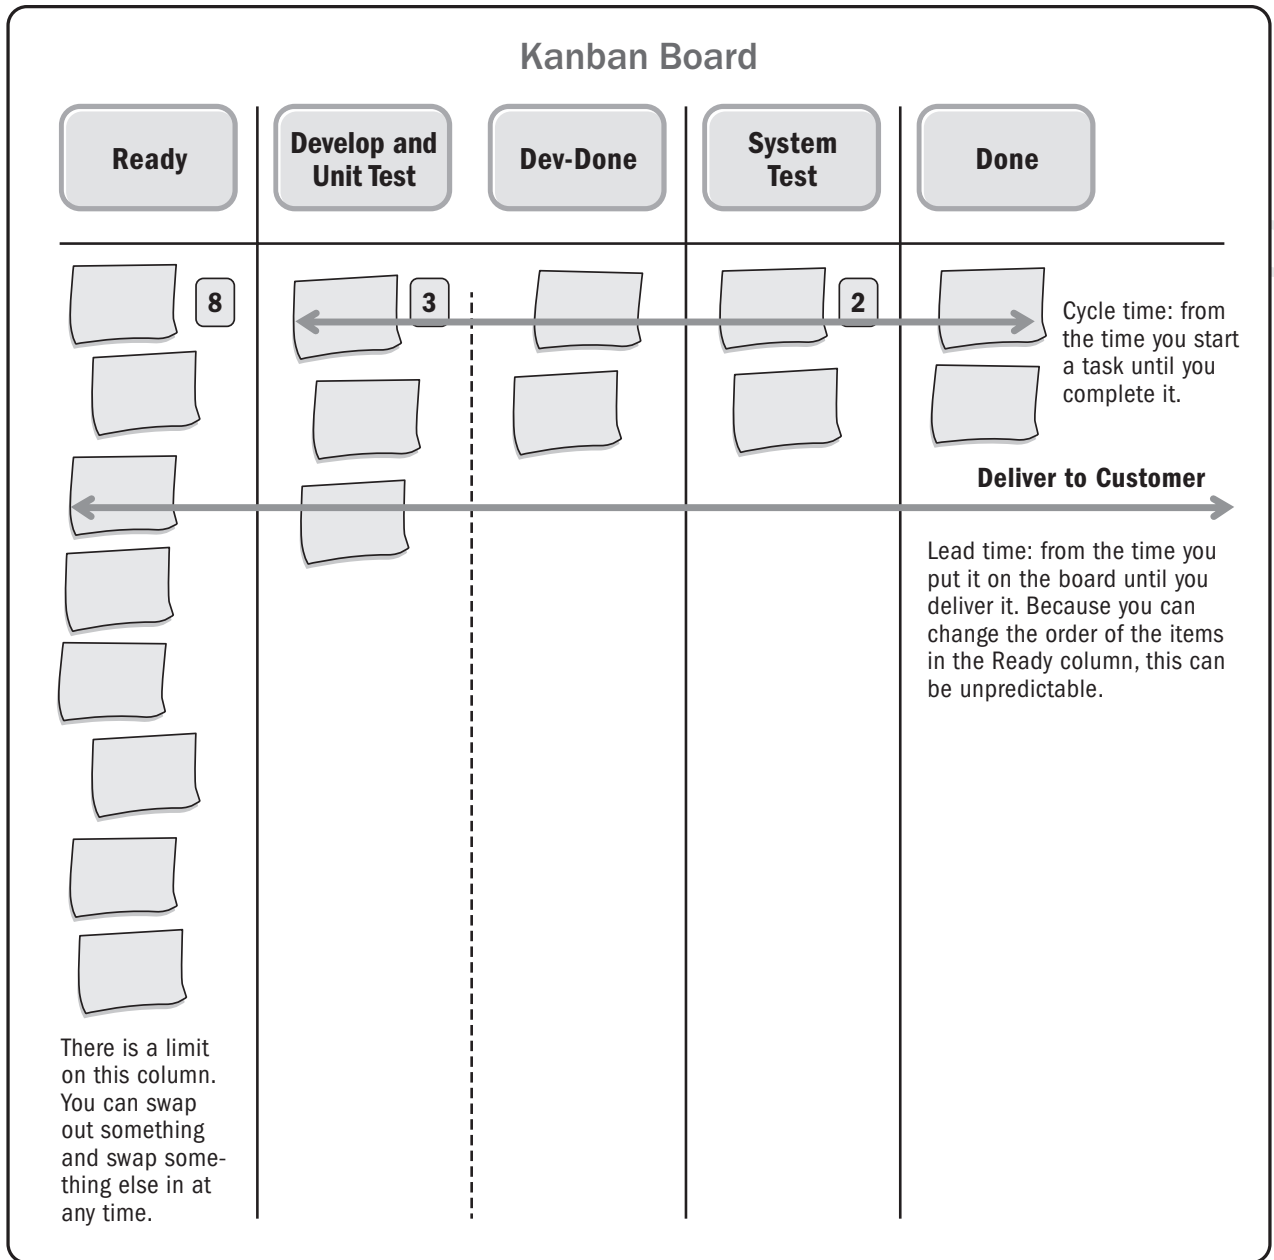 Kanban Board
Ready
Develop and
Unit Test
Dev-Done
System
Test
Done
8
3
2
Cycle time: from
the time you start
a task until you
complete it.
Deliver to Customer
Lead time: from the time you
put it on the board until you
deliver it. Because you can
change the order of the items
in the Ready column, this can
be unpredictable.
There is a limit
on this column.
You can swap
out something
and swap some-
thing else in at
any time.